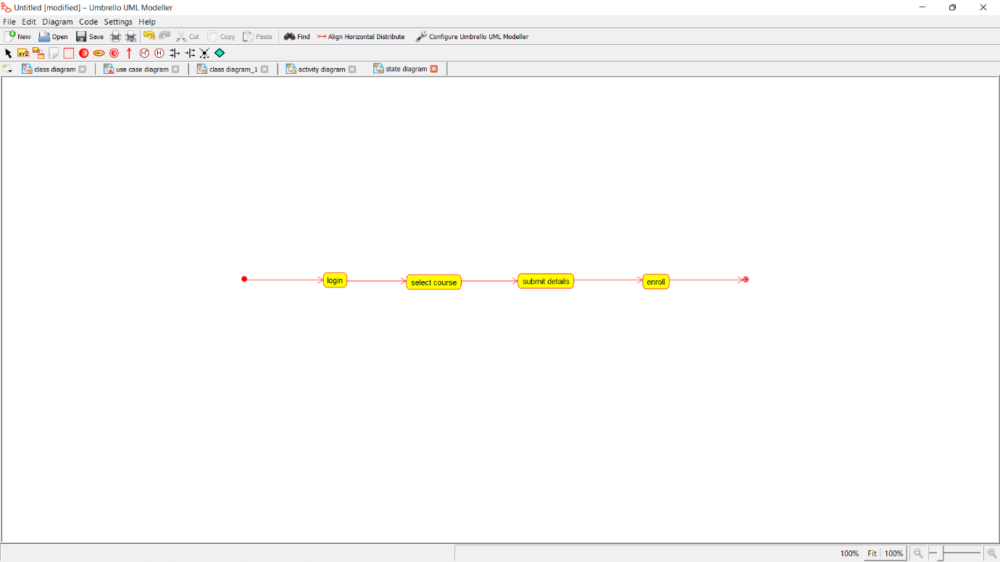 Untitled [modified] – Umbrello UML Modeller
File Edit Diagram Code Settings Help
New Open Save Cut Copy Paste Find Align Horizontal Distribute Configure Umbrello UML Modeller
XYZ ABC H* H
class diagram use case diagram class diagram_1 activity diagram state diagram
login select course submit details enroll
100% Fit 100%